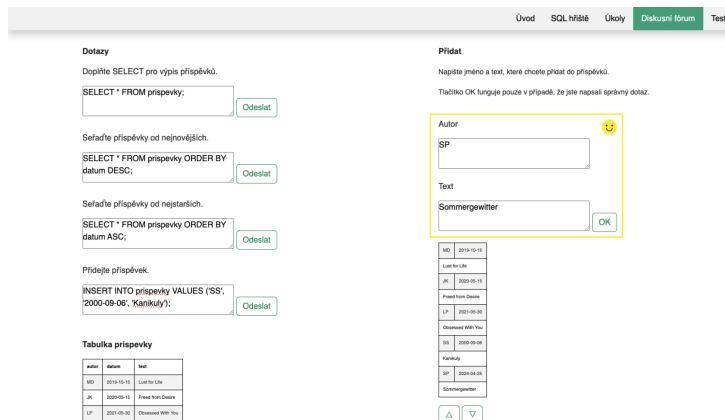 Úvod SQL hřiště Úkoly Diskusní fórum Test
Dotazy
Doplňte SELECT pro výpis příspěvků.
SELECT * FROM prispevky;
Odeslat
Seřaďte příspěvky od nejnovějších.
SELECT * FROM prispevky ORDER BY
datum DESC;
Odeslat
Seřaďte příspěvky od nejstarších.
SELECT * FROM prispevky ORDER BY
datum ASC;
Odeslat
Přidejte příspěvek.
INSERT INTO prispevky VALUES ('SS',
'2000-09-06', 'Kanikuly');
Odeslat
Tabulka prispevky
autor datum text
MD 2019-10-15 Lust for Life
JK 2020-05-15 Freed from Desire
LP 2021-05-30 Obsessed With You
Přidat
Napište jméno a text, které chcete přidat do příspěvků.
Tlačítko OK funguje pouze v případě, že jste napsali správný dotaz.
Autor
SP
Text
Sommergewitter
OK
MD 2019-10-15
Lust for Life
JK 2020-05-15
Freed from Desire
LP 2021-05-30
Obsessed With You
SS 2000-09-06
Kanikuly
SP 2024-04-25
Sommergewitter